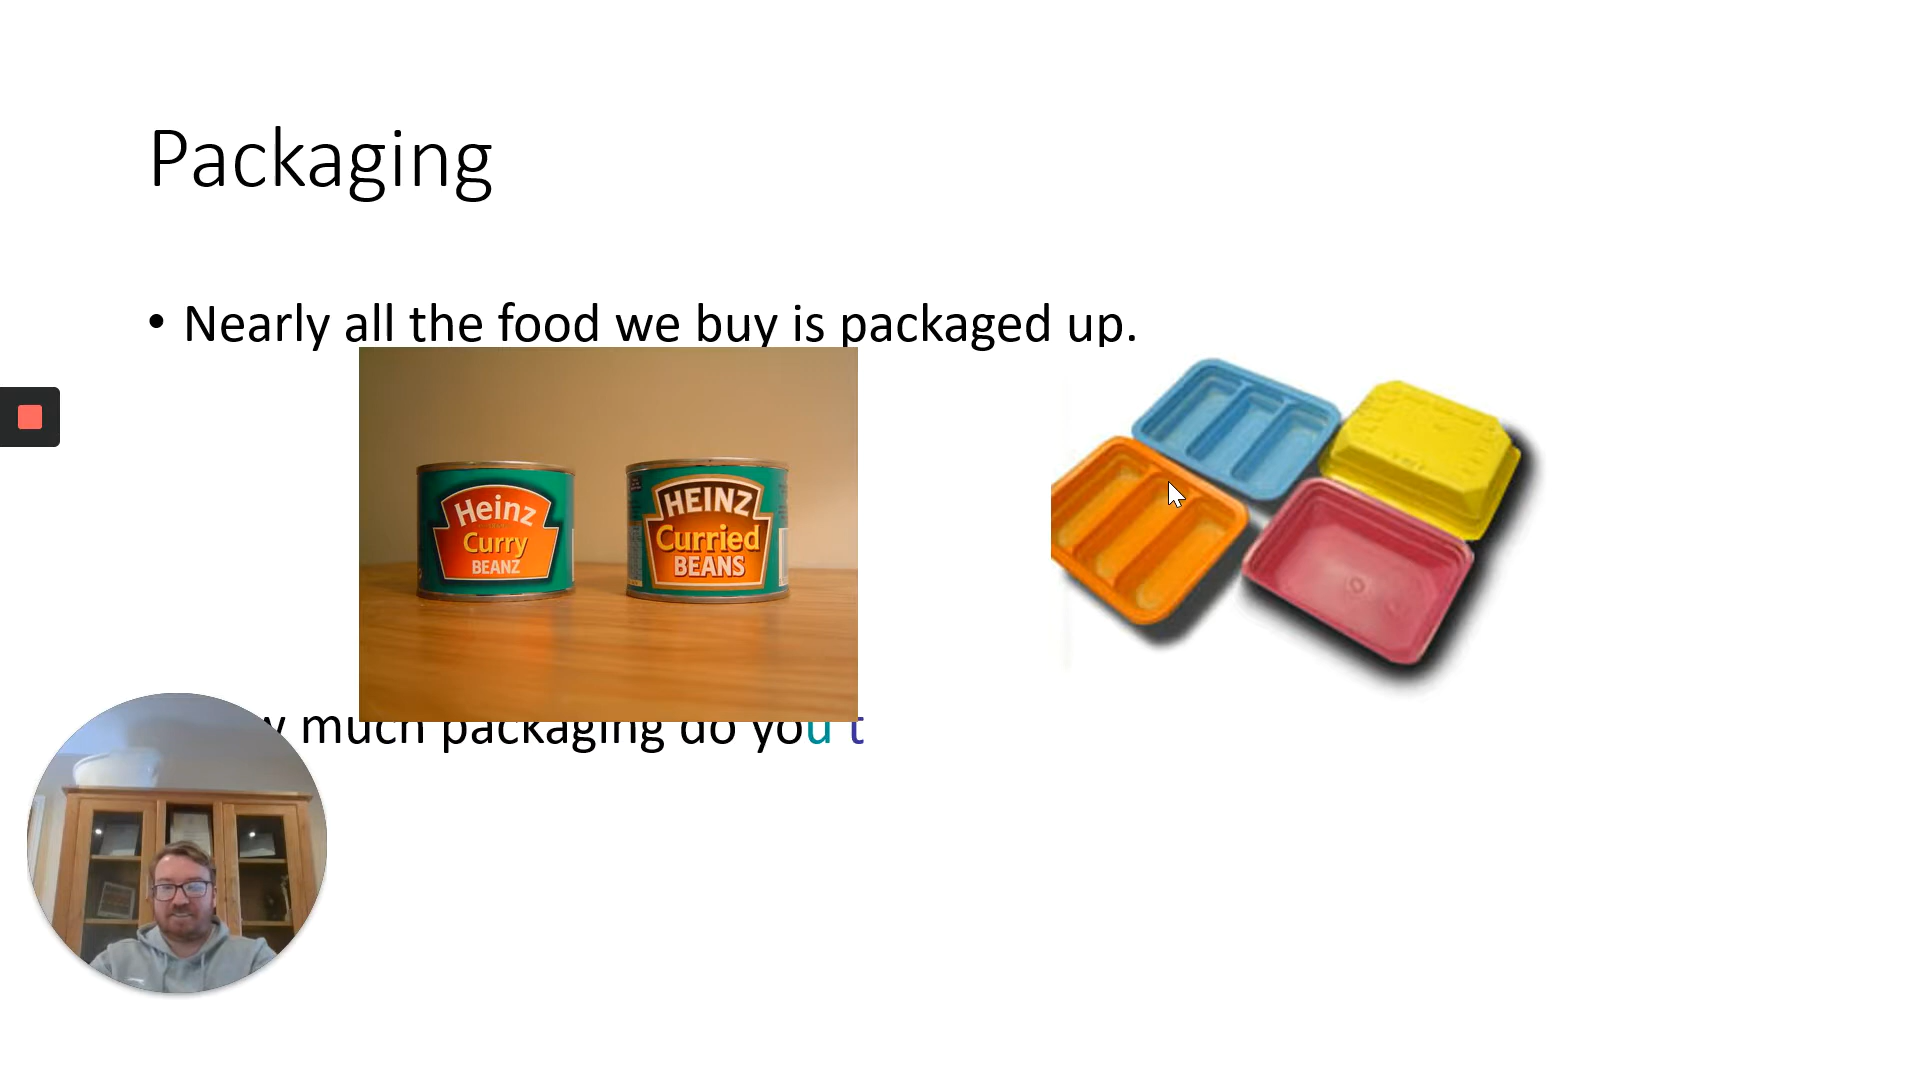 Packaging
• Nearly all the food we buy is packaged up.
Heinz
Curry
BEANZ
HEINZ
Curried
BEANS
much packaging do you t